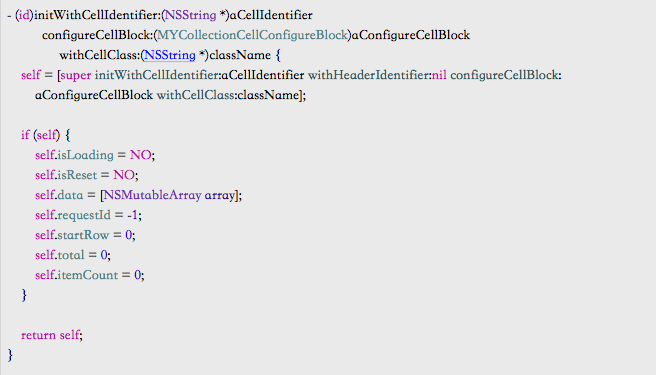 - (id)initWithCellIdentifier:(NSString *)aCellIdentifier
configureCellBlock:(MYCollectionCellConfigureBlock)aConfigureCellBlock
withCellClass:(NSString *)className {
self = [super initWithCellIdentifier:aCellIdentifier withHeaderIdentifier:nil configureCellBlock:
aConfigureCellBlock withCellClass:className];
if (self) {
self.isLoading = NO;
self.isReset = NO;
self.data = [NSMutableArray array];
self.requestId = -1;
self.startRow = 0;
self.total = 0;
self.itemCount = 0;
}
return self;
}